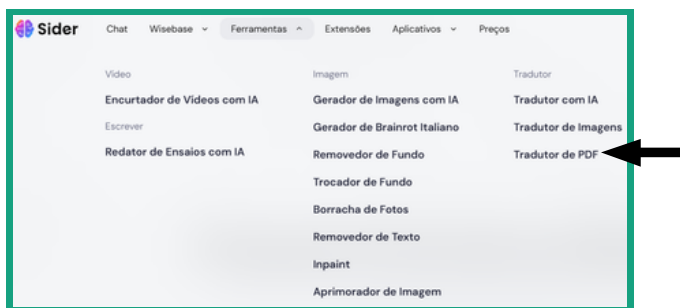 Sider Chat Wisebase Ferramentas Extensões Aplicativos Preços
Vídeo
Encurtador de Vídeos com IA
Escrever
Redator de Ensaios com IA
Imagem
Gerador de Imagens com IA
Gerador de Brainrot Italiano
Removedor de Fundo
Trocador de Fundo
Borracha de Fotos
Removedor de Texto
Inpaint
Aprimorador de Imagem
Tradutor
Tradutor com IA
Tradutor de Imagens
Tradutor de PDF